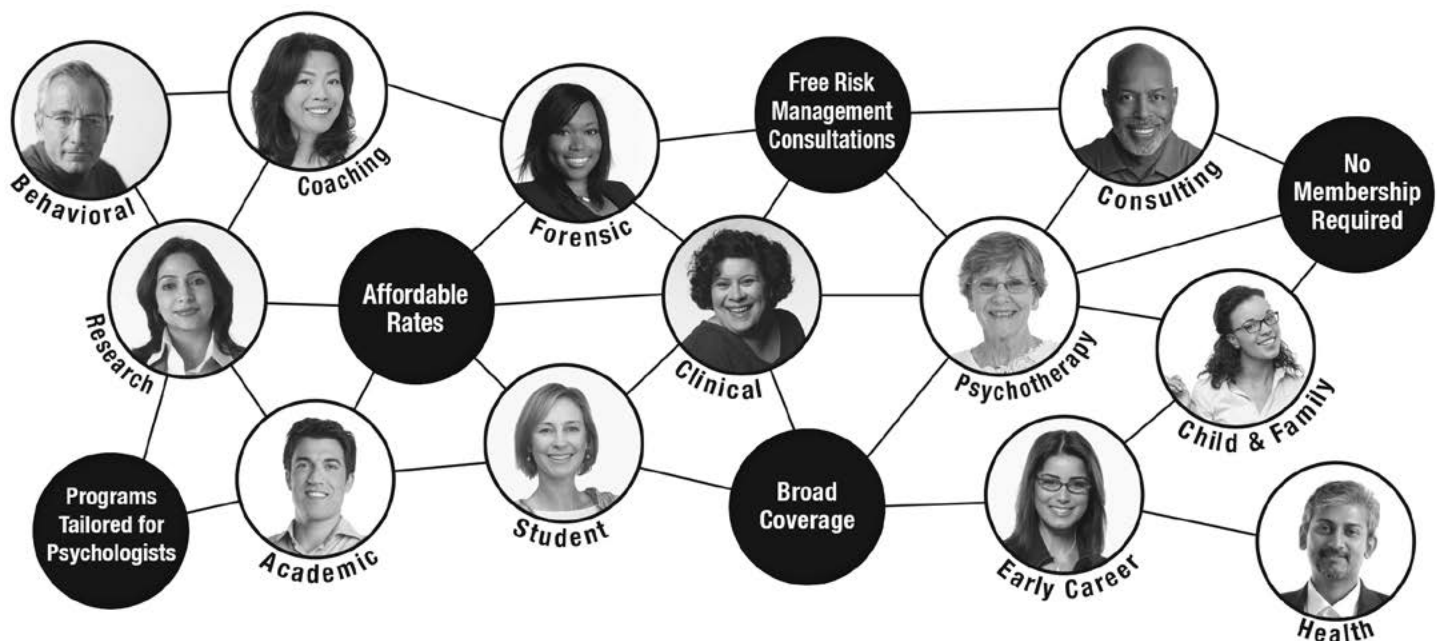 Behavioral
Coaching
Forensic
Free Risk
Management
Consultations
Consulting
No
Membership
Required
Research
Affordable
Rates
Clinical
Psychotherapy
Child & Family
Programs
Tailored for
Psychologists
Academic
Student
Broad
Coverage
Early Career
Health